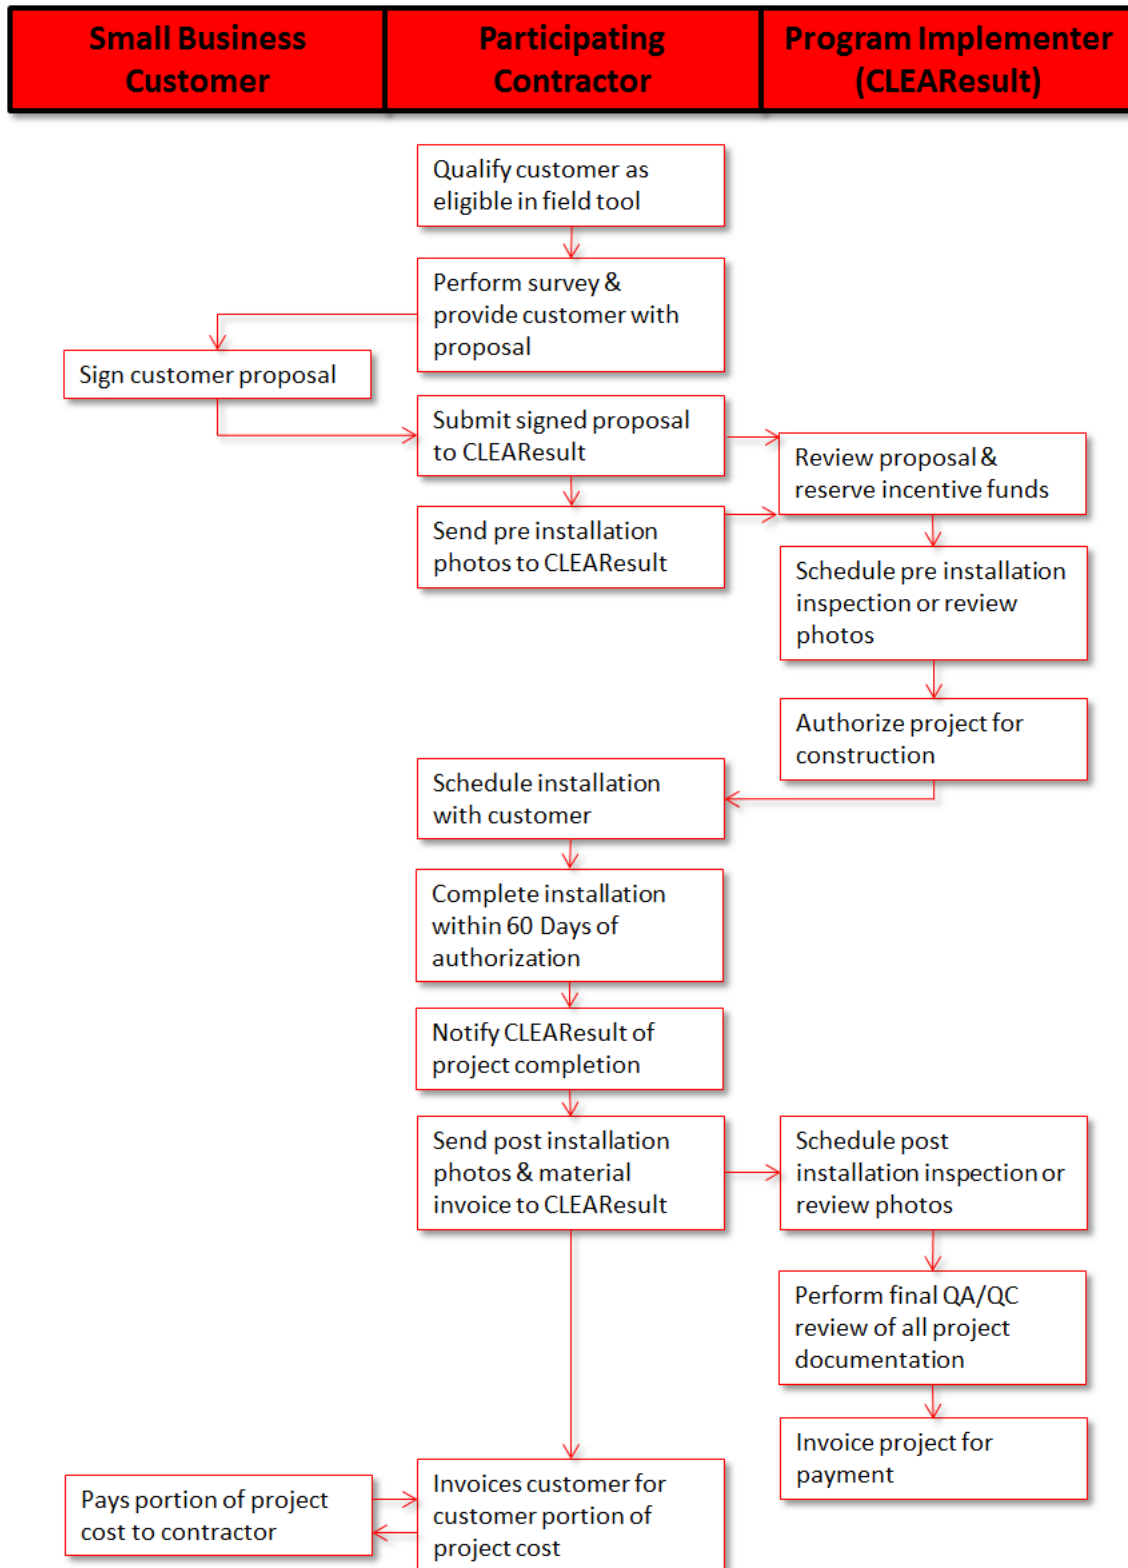 Small Business
Customer
Participating
Contractor
Program Implementer
(CLEAResult)
Qualify customer as
eligible in field tool
Perform survey &
provide customer with
proposal
Sign customer proposal
Submit signed proposal
to CLEAResult
Review proposal &
reserve incentive funds
Send pre installation
photos to CLEAResult
Schedule pre installation
inspection or review
photos
Authorize project for
construction
Schedule installation
with customer
Complete installation
within 60 Days of
authorization
Notify CLEAResult of
project completion
Send post installation
photos & material
invoice to CLEAResult
Schedule post
installation inspection or
review photos
Perform final QA/QC
review of all project
documentation
Invoice project for
payment
Pays portion of project
cost to contractor
Invoices customer for
customer portion of
project cost